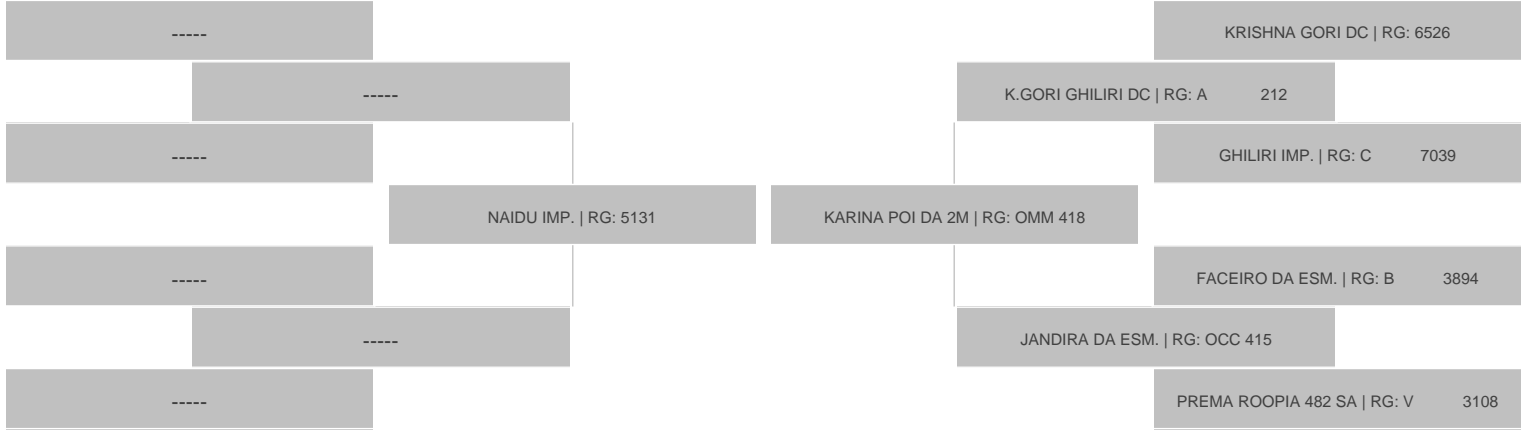 -----
KRISHNA GORI DC | RG: 6526
-----
K.GORI GHILIRI DC | RG: A 212
-----
GHILIRI IMP. | RG: C 7039
NAIDU IMP. | RG: 5131
KARINA POI DA 2M | RG: OMM 418
-----
FACEIRO DA ESM. | RG: B 3894
-----
JANDIRA DA ESM. | RG: OCC 415
-----
PREMA ROOPIA 482 SA | RG: V 3108